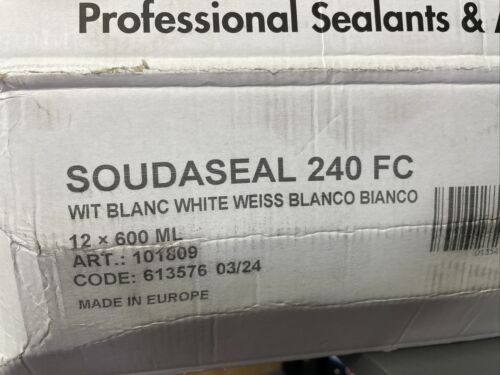 Professional Sealants &
SOUDASEAL 240 FC
WIT BLANC WHITE WEISS BLANCO BIANCO
12 × 600 ML
ART.: 101809
CODE: 613576 03/24
MADE IN EUROPE